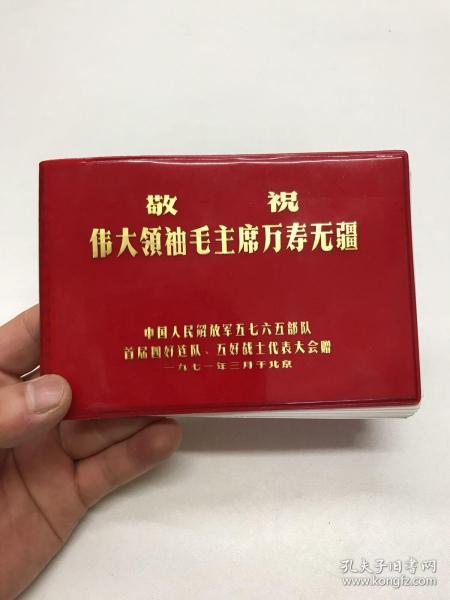 敬 祝
伟大领袖毛主席万寿无疆
中国人民解放军五七六五部队
首届四好连队、五好战士代表大会赠
一九七一年三月于北京
孔夫子旧书网
www.kongfz.com